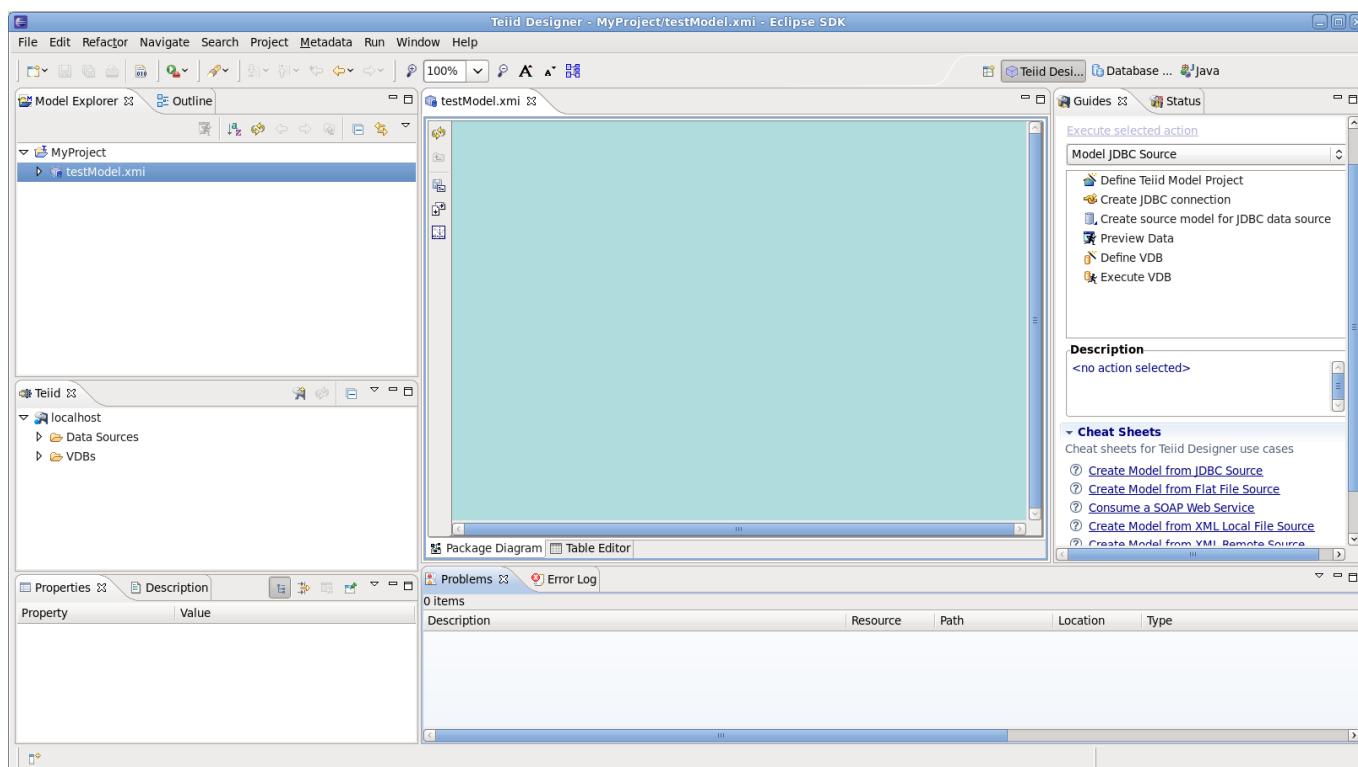 Teiid Designer - MyProject/testModel.xmi - Eclipse SDK
File Edit Refactor Navigate Search Project Metadata Run Window Help
100%
Teiid Desi... Database ... Java
Model Explorer Outline
MyProject
testModel.xmi
Teiid
localhost
Data Sources
VDBs
Properties Description
Property Value
testModel.xmi
Package Diagram Table Editor
Problems Error Log
0 items
Description Resource Path Location Type
Guides Status
Execute selected action
Model JDBC Source
Define Teiid Model Project
Create JDBC connection
Create source model for JDBC data source
Preview Data
Define VDB
Execute VDB
Description
<no action selected>
Cheat Sheets
Cheat sheets for Teiid Designer use cases
Create Model from JDBC Source
Create Model from Flat File Source
Consume a SOAP Web Service
Create Model from XML Local File Source
Create Model from XML Remote Source